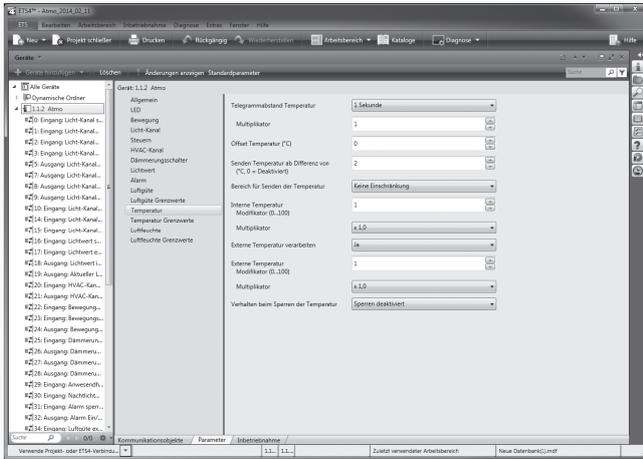 ETS4™ - Atmo_2014_02_11
ETS Bearbeiten Arbeitsbereich Inbetriebnahme Diagnose Extras Fenster Hilfe
Neu Projekt schließen Drucken Rückgängig Wiederherstellen Arbeitsbereich Kataloge Diagnose Hilfe
Geräte
Geräte hinzufügen Löschen Änderungen anzeigen Standardparameter Suche
Alle Geräte
Dynamische Ordner
1.1.2 Atmo
0: Eingang: Licht-Kanal s...
1: Eingang: Licht-Kanal...
2: Eingang: Licht-Kanal...
3: Eingang: Licht-Kanal...
5: Ausgang: Licht-Kanal...
7: Ausgang: Licht-Kanal...
8: Ausgang: Licht-Kanal...
9: Ausgang: Licht-Kanal...
10: Eingang: Licht-Kanal...
14: Eingang: Licht-Kanal...
15: Eingang: Licht-Kanal...
16: Eingang: Lichtwert s...
17: Eingang: Lichtwert e...
18: Ausgang: Lichtwert i...
19: Ausgang: Aktueller L...
20: Eingang: HVAC-Kan...
21: Ausgang: HVAC-Kan...
22: Eingang: Bewegung...
23: Eingang: Bewegungs...
24: Ausgang: Bewegung...
25: Eingang: Dämmerun...
26: Ausgang: Dämmeru...
27: Ausgang: Dämmeru...
28: Ausgang: Dämmeru...
29: Eingang: Anwesendh...
30: Eingang: Nachtlicht...
31: Eingang: Alarm sperr...
32: Ausgang: Alarm Ein/...
34: Eingang: Luftgüte ex...
Suche 0/0
Gerät: 1.1.2 Atmo
Allgemein
LED
Bewegung
Licht-Kanal
Steuern
HVAC-Kanal
Dämmerungsschalter
Lichtwert
Alarm
Luftgüte
Luftgüte Grenzwerte
Temperatur
Temperatur Grenzwerte
Luftfeuchte
Luftfeuchte Grenzwerte
Telegrammabstand Temperatur 1 Sekunde
Multiplikator 1
Offset Temperatur (°C) 0
Senden Temperatur ab Differenz von 2
(°C, 0 = Deaktiviert)
Bereich für Senden der Temperatur Keine Einschränkung
Interne Temperatur 1
Modifikator (0..100)
Multiplikator x 1,0
Externe Temperatur verarbeiten Ja
Externe Temperatur 1
Modifikator (0..100)
Multiplikator x 1,0
Verhalten beim Sperren der Temperatur Sperren deaktiviert
Kommunikationsobjekte Parameter Inbetriebnahme
Verwende Projekt- oder ETS4-Verbindu... 1.1... 1.1... Zuletzt verwendeter Arbeitsbereich Neue Datenbank(1).mdf